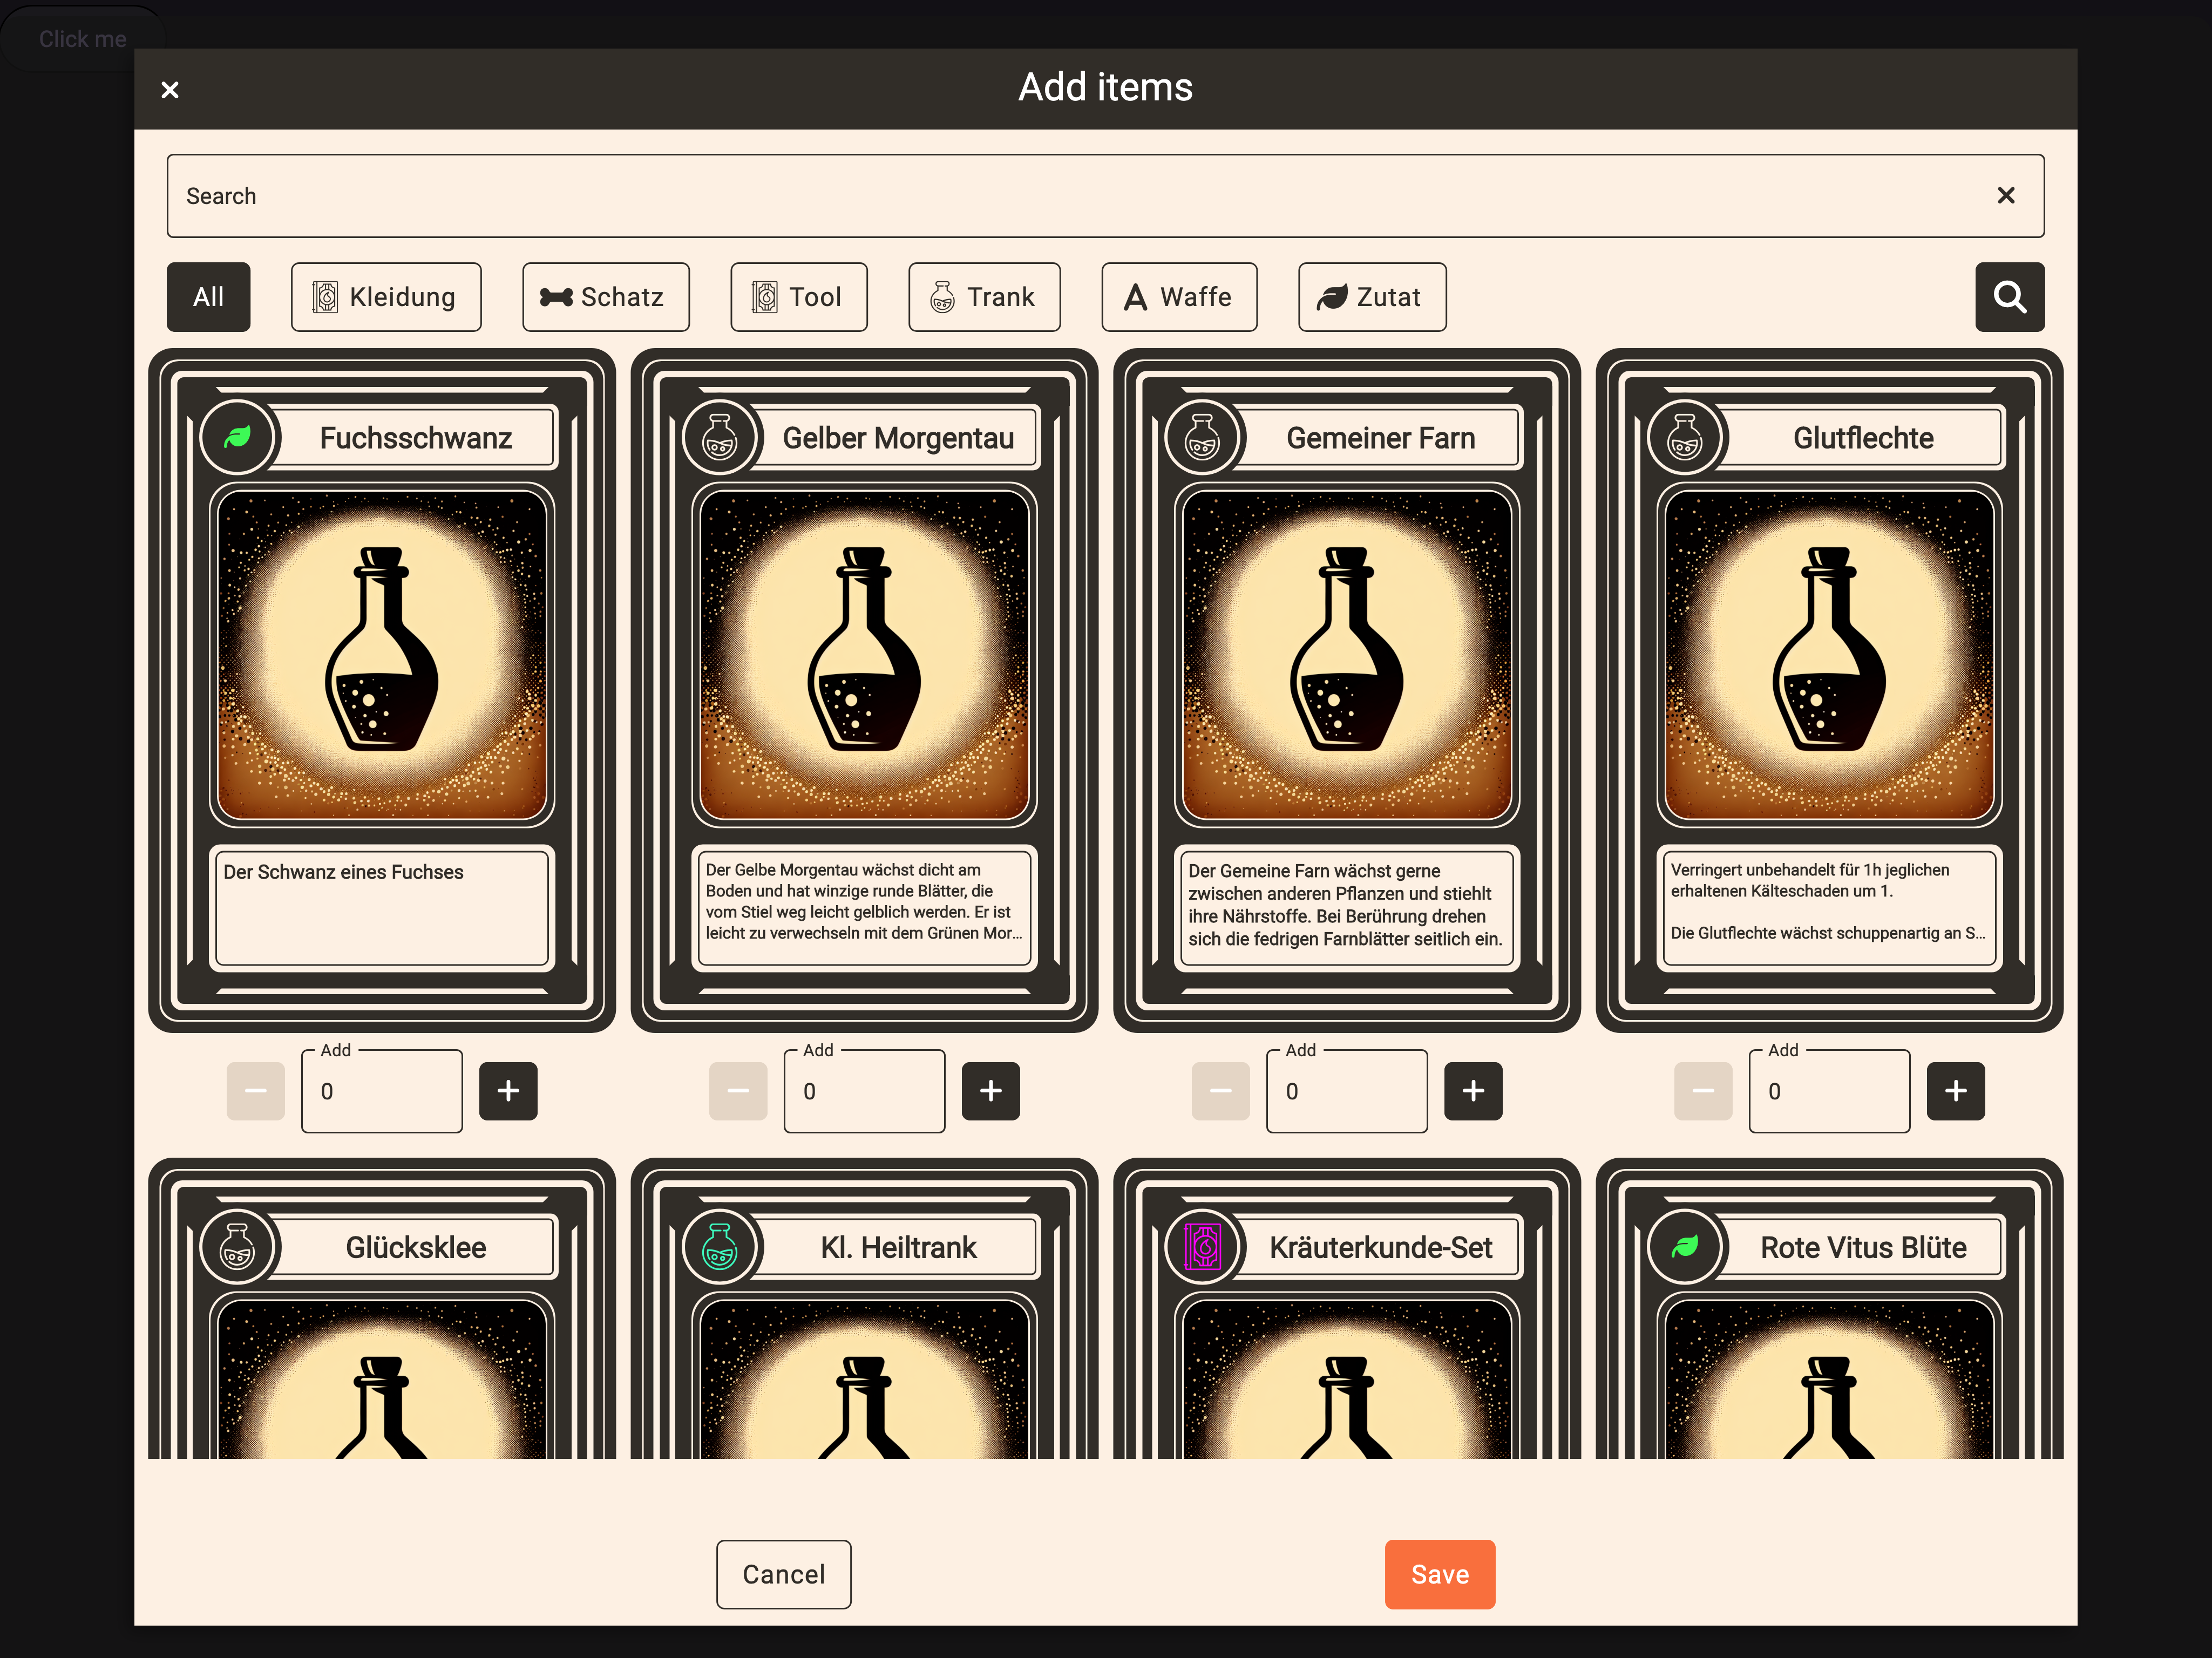 Click me
Add items
Search
All
Kleidung
Schatz
Tool
Trank
Waffe
Zutat
Fuchsschwanz
Gelber Morgentau
Gemeiner Farn
Glutflechte
Der Schwanz eines Fuchses
Der Gelbe Morgentau wächst dicht am
Boden und hat winzige runde Blätter, die
vom Stiel weg leicht gelblich werden. Er ist
leicht zu verwechseln mit dem Grünen Mor...
Der Gemeine Farn wächst gerne
zwischen anderen Pflanzen und stiehlt
ihre Nährstoffe. Bei Berührung drehen
sich die fedrigen Farnblätter seitlich ein.
Verringert unbehandelt für 1h jeglichen
erhaltenen Kälteschaden um 1.
Die Glutflechte wächst schuppenartig an S...
Add
0
Add
0
Add
0
Add
0
Glücksklee
Kl. Heiltrank
Kräuterkunde-Set
Rote Vitus Blüte
Cancel
Save